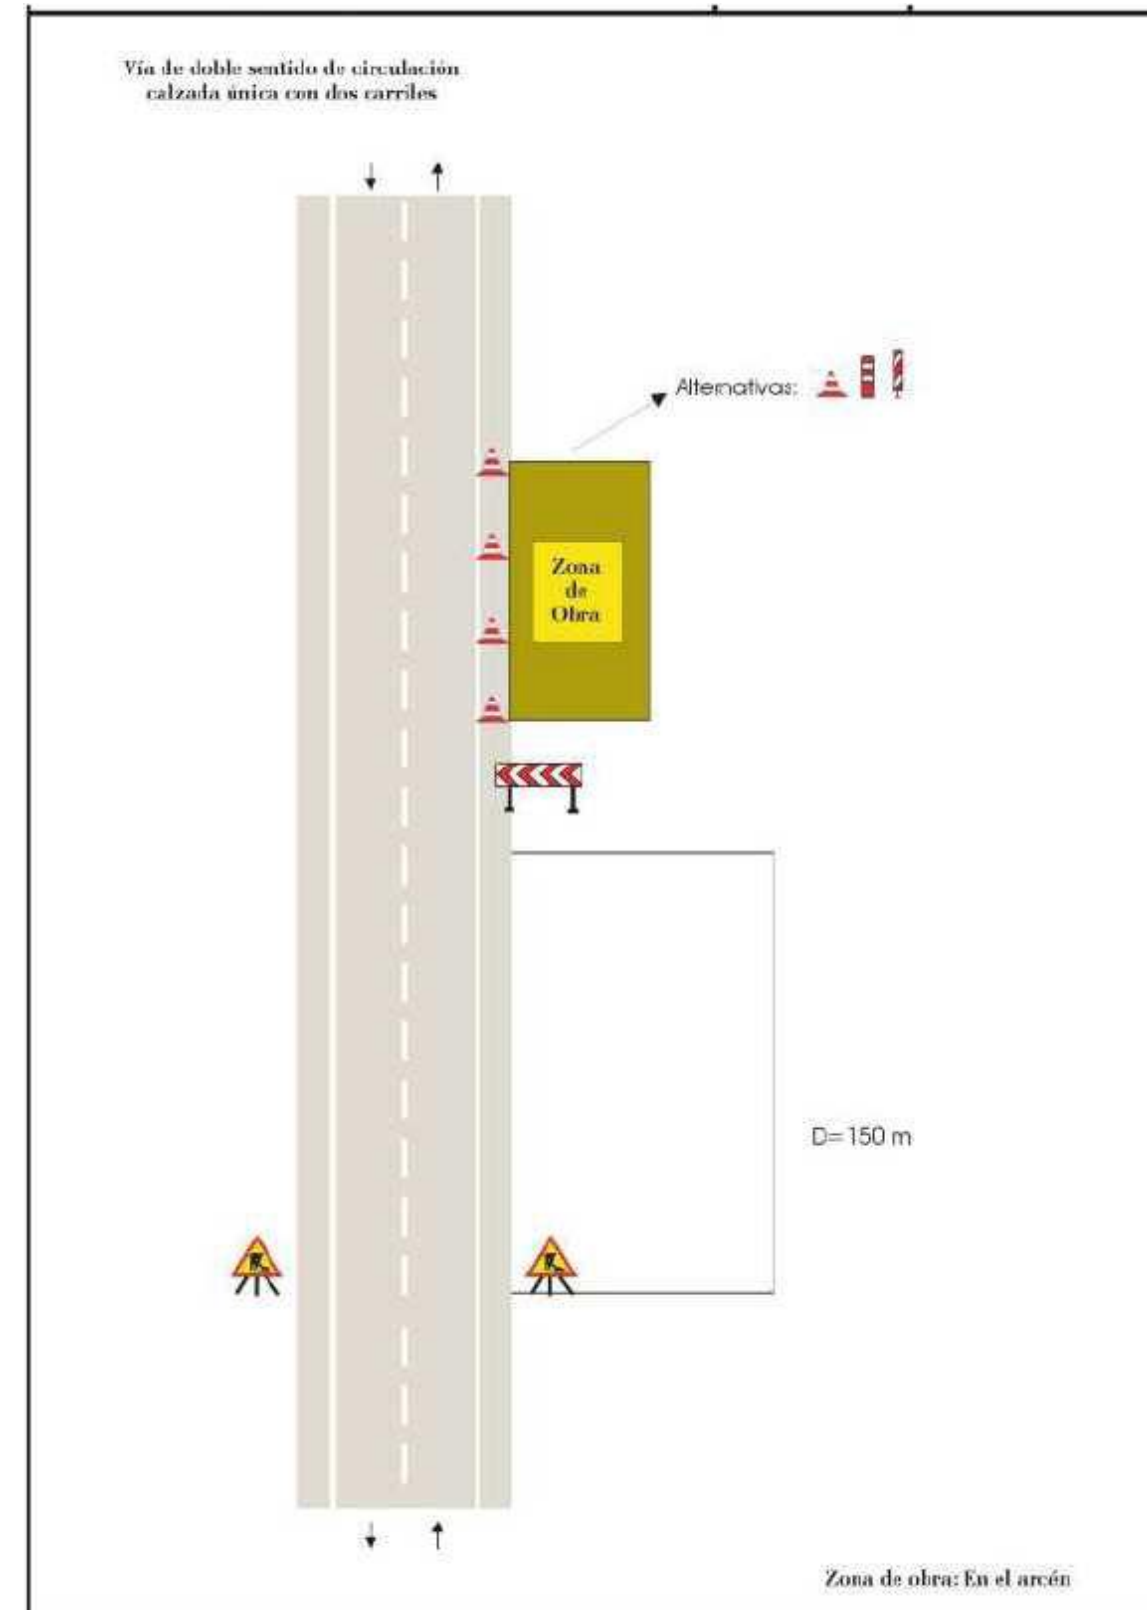 Vía de doble sentido de circulación
calzada única con dos carriles
Alternativas:
Zona
de
Obra
D=150 m
Zona de obra: En el arcén